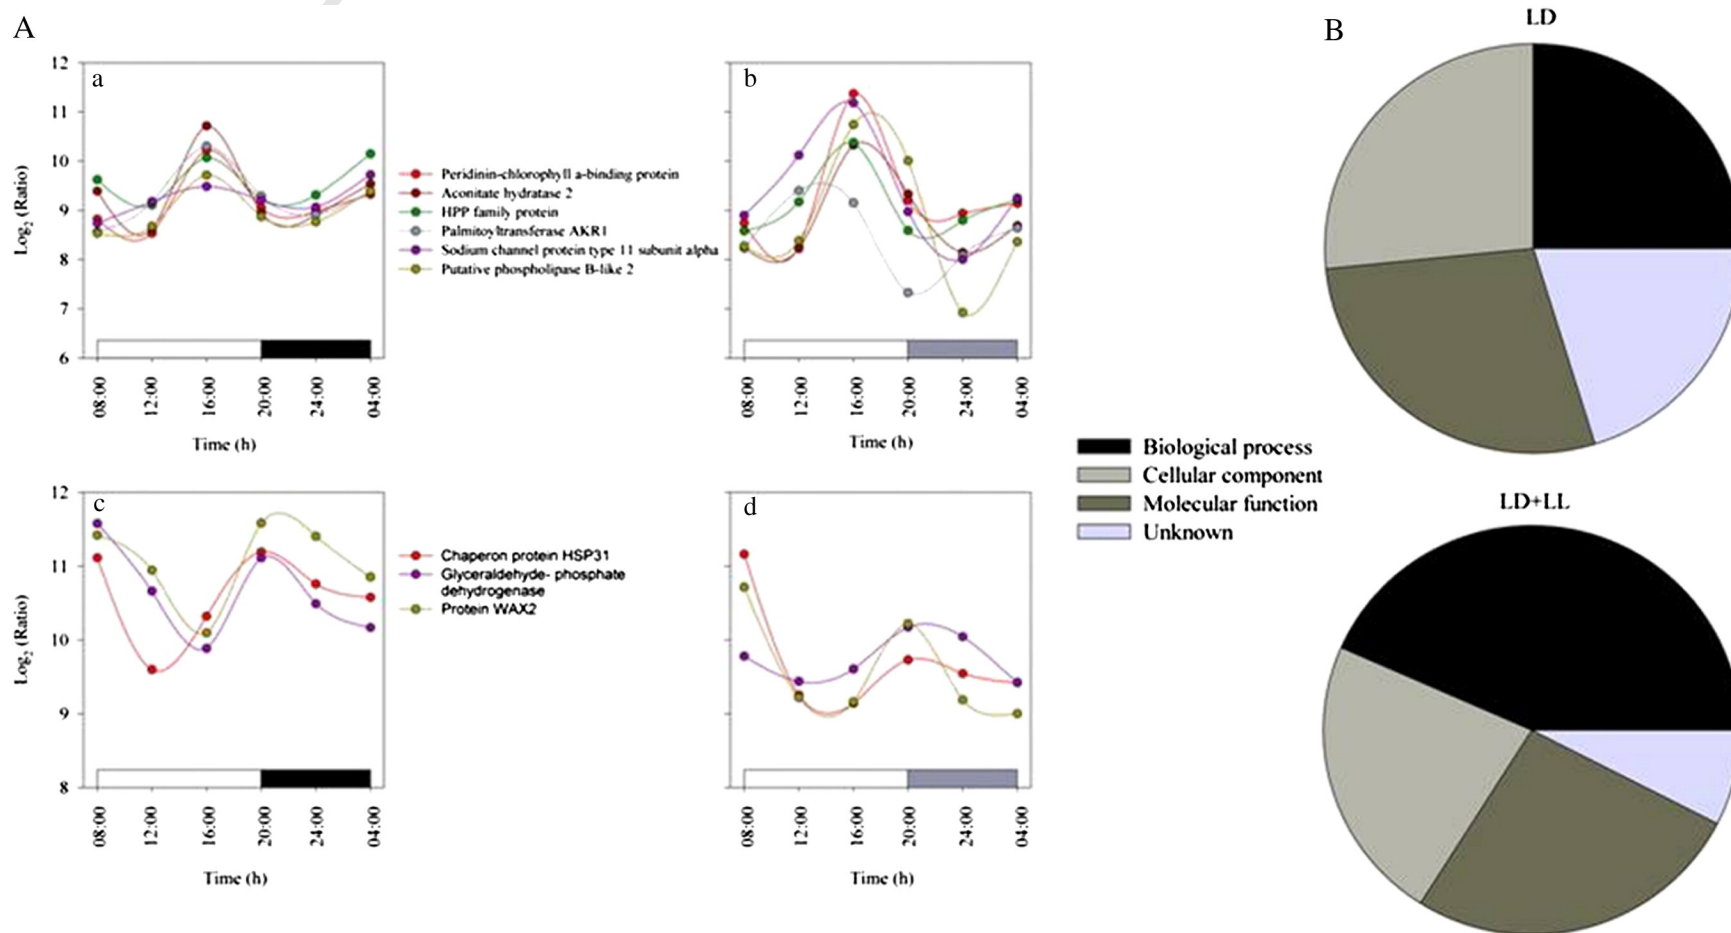 A
a
12
11
10
9
8
7
6
Log2 (Ratio)
08:00
12:00
16:00
20:00
24:00
04:00
Time (h)
Peridinin-chlorophyll a-binding protein
Aconitate hydratase 2
HPP family protein
Palmitoyltransferase AKR1
Sodium channel protein type 11 subunit alpha
Putative phospholipase B-like 2
b
08:00
12:00
16:00
20:00
24:00
04:00
Time (h)
c
12
11
10
9
8
Log2 (Ratio)
08:00
12:00
16:00
20:00
24:00
04:00
Time (h)
Chaperon protein HSP31
Glyceraldehyde- phosphate
dehydrogenase
Protein WAX2
d
08:00
12:00
16:00
20:00
24:00
04:00
Time (h)
B
LD
Biological process
Cellular component
Molecular function
Unknown
LD+LL